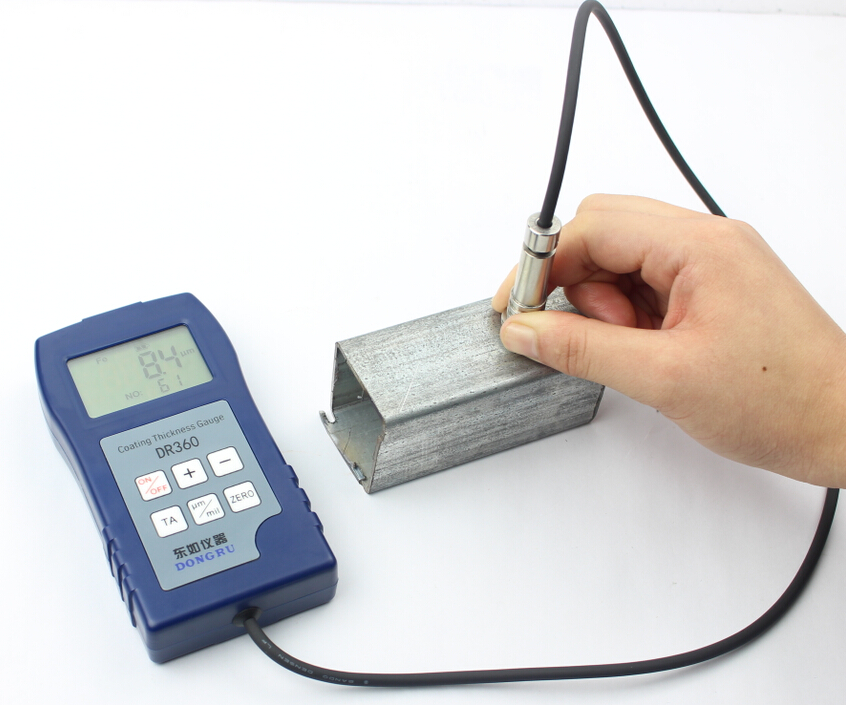 Fe
8.4 μm
NO: 61
Coating Thickness Gauge
DR360
ON/OFF
+
−
TA
μm/mil
ZERO
东如仪器
DONGRU